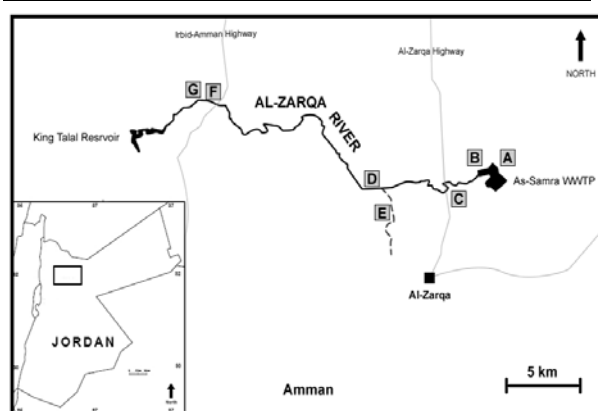 Irbid-Amman Highway
Al-Zarqa Highway
NORTH
G F
AL-ZARQA
RIVER
King Talal Resrvoir
B A
As-Samra WWTP
D
C
E
Al-Zarqa
JORDAN
North
Amman
5 km